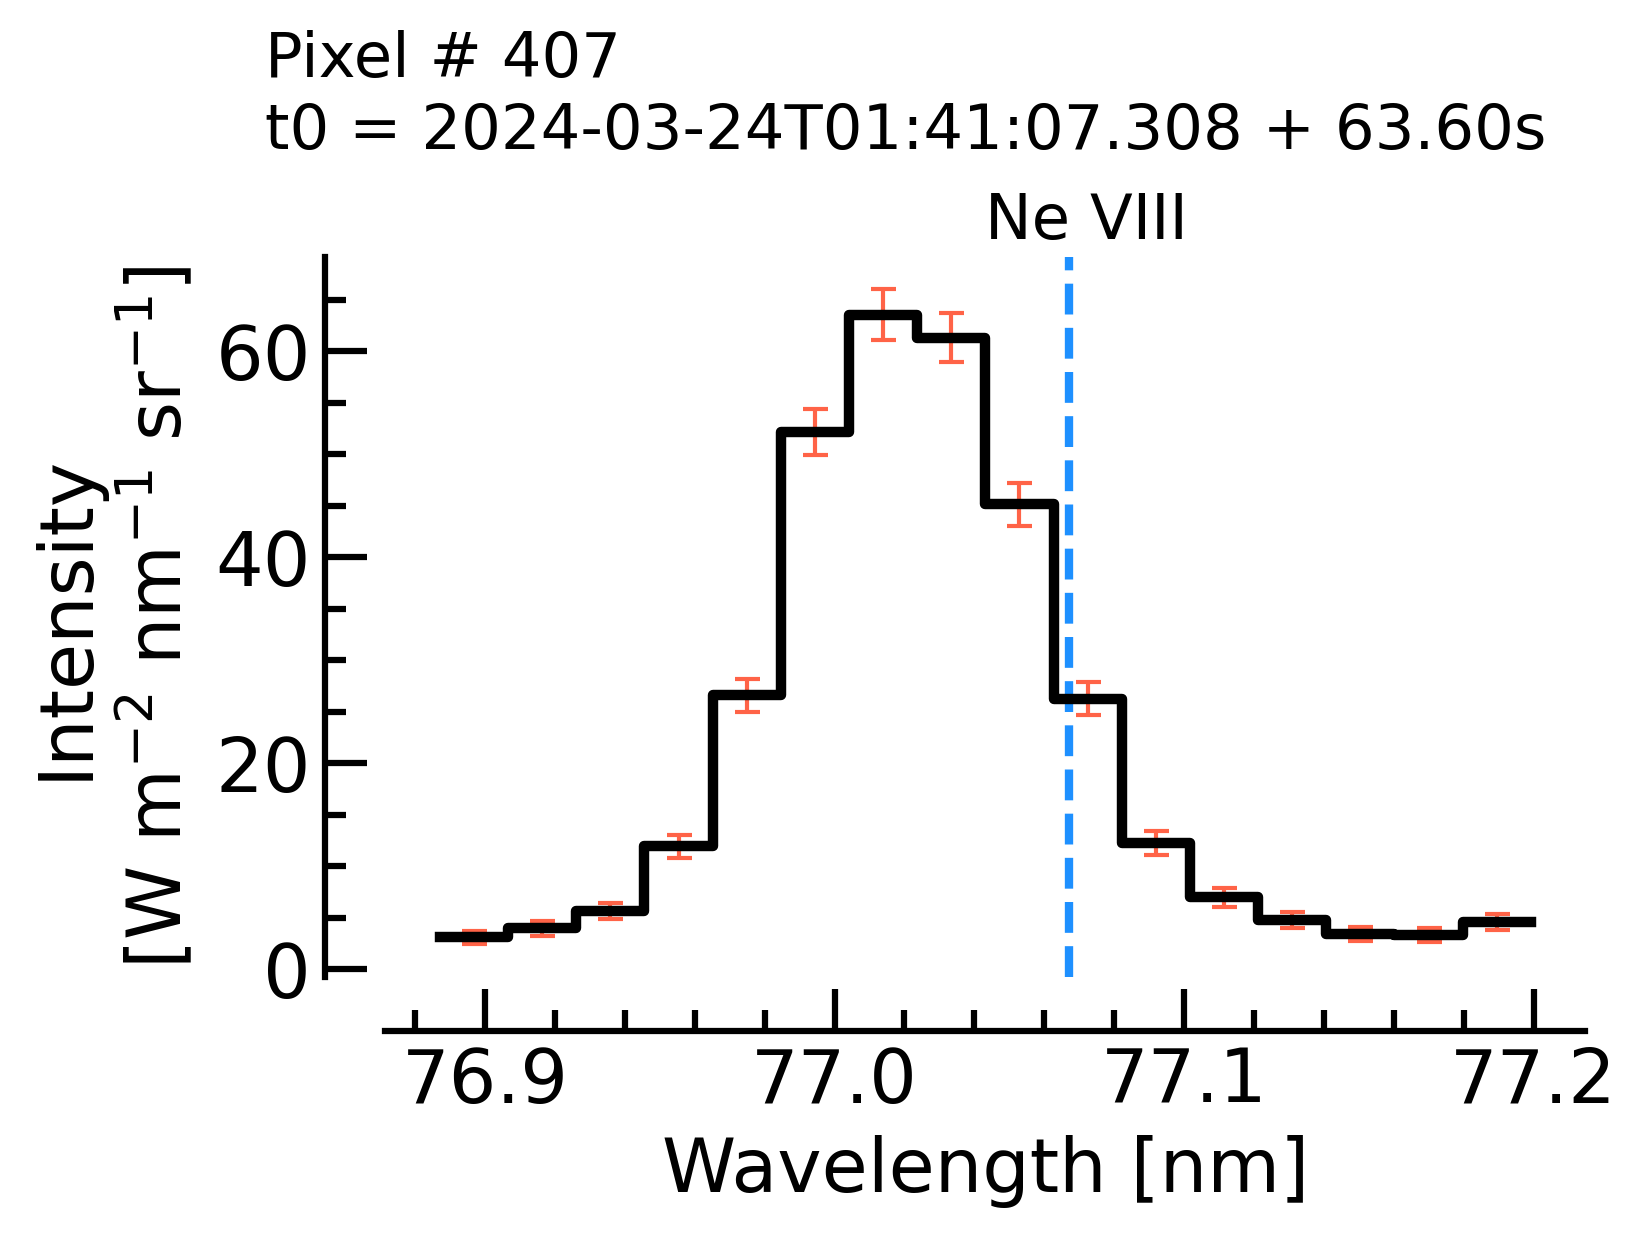 Pixel # 407
t0 = 2024-03-24T01:41:07.308 + 63.60s
Ne VIII
Intensity
[W m⁻² nm⁻¹ sr⁻¹]
60
40
20
0
76.9 77.0 77.1 77.2
Wavelength [nm]